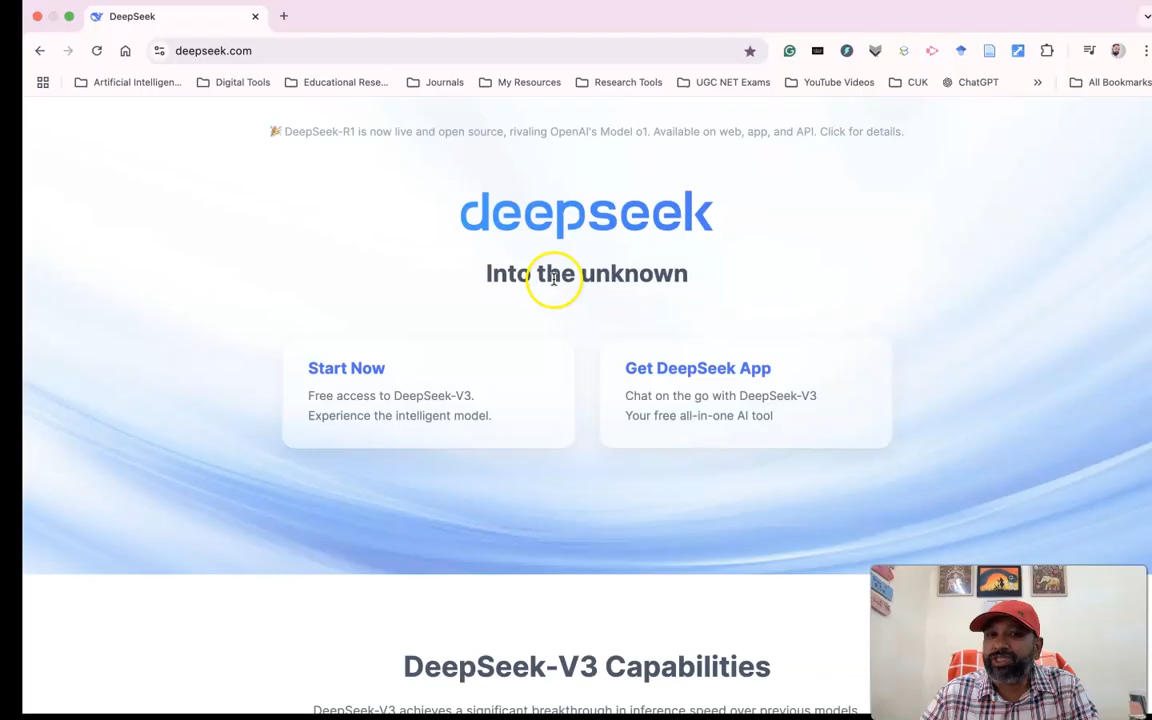 DeepSeek
deepseek.com
Artificial Intelligen...
Digital Tools
Educational Rese...
Journals
My Resources
Research Tools
UGC NET Exams
YouTube Videos
CUK
ChatGPT
All Bookmarks
🎉 DeepSeek-R1 is now live and open source, rivaling OpenAI's Model o1. Available on web, app, and API. Click for details.
deepseek
Into the unknown
Start Now
Free access to DeepSeek-V3.
Experience the intelligent model.
Get DeepSeek App
Chat on the go with DeepSeek-V3
Your free all-in-one AI tool
DeepSeek-V3 Capabilities
DeepSeek-V3 achieves a significant breakthrough in inference speed over previous models